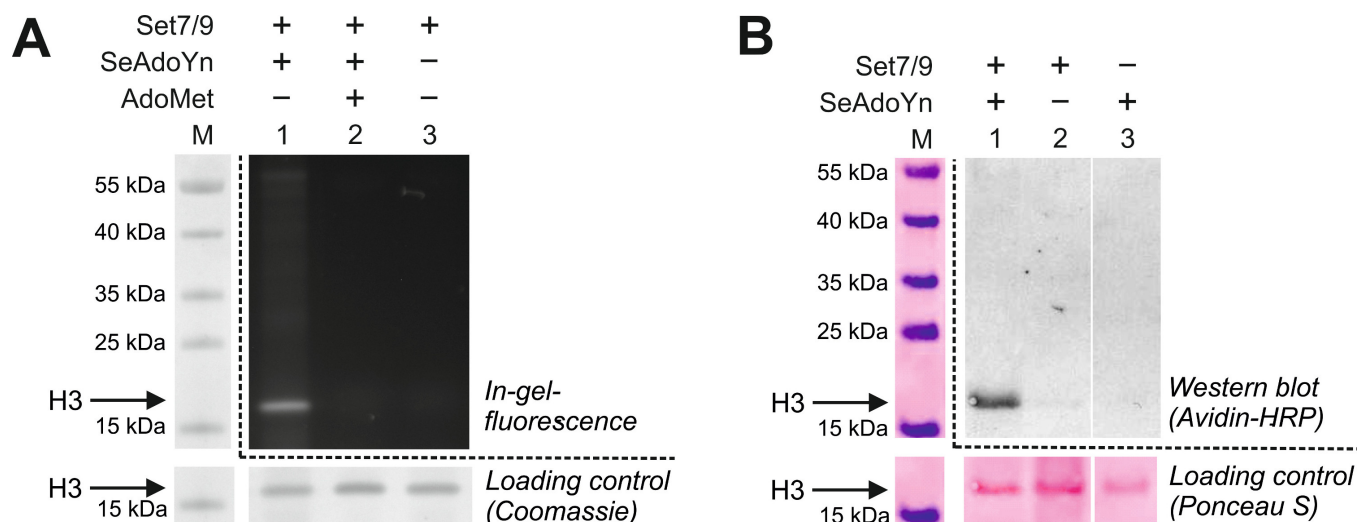 A
Set7/9 + + +
SeAdoYn + + −
AdoMet − + −
M 1 2 3
55 kDa
40 kDa
35 kDa
25 kDa
H3
15 kDa
In-gel-
fluorescence
H3
15 kDa
Loading control
(Coomassie)
B
Set7/9 + + −
SeAdoYn + − +
M 1 2 3
55 kDa
40 kDa
35 kDa
25 kDa
H3
15 kDa
Western blot
(Avidin-HRP)
H3
15 kDa
Loading control
(Ponceau S)